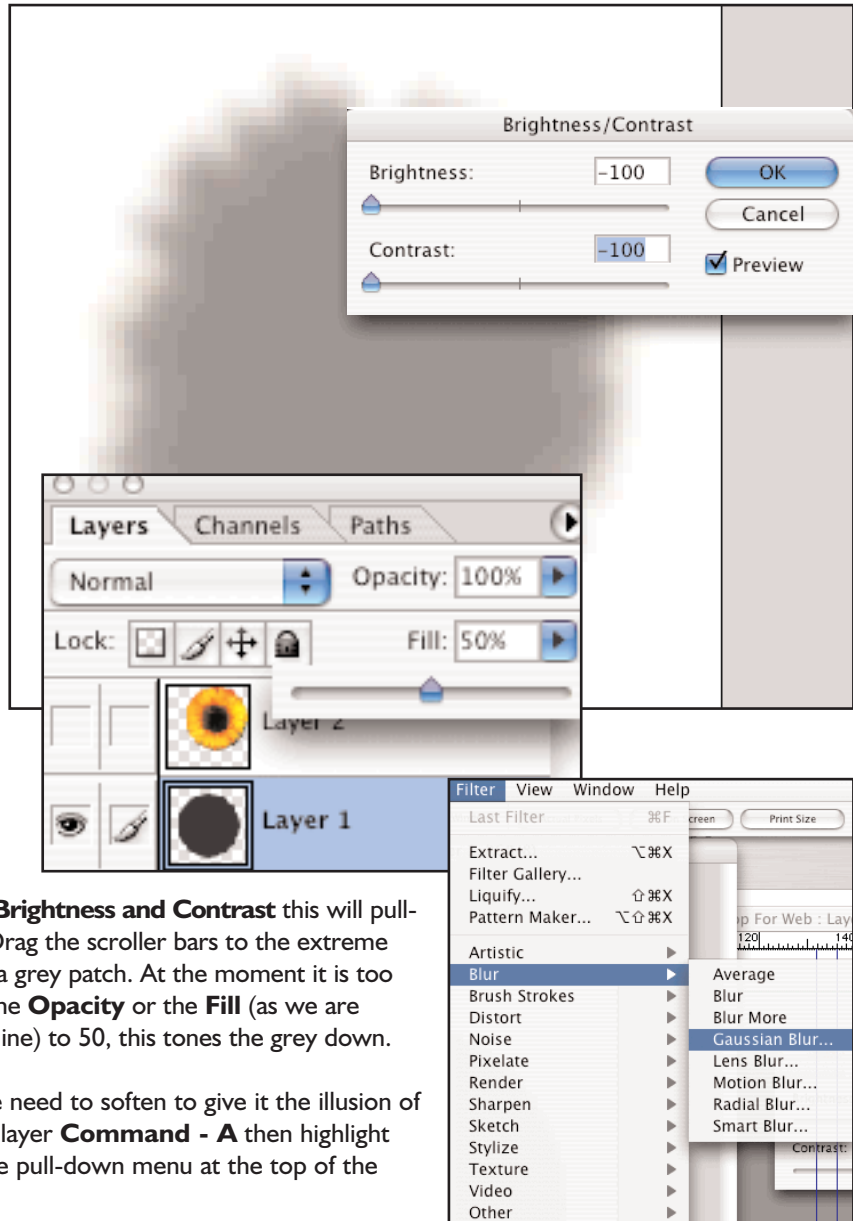 Brightness/Contrast
Brightness: -100
OK
Cancel
Contrast: -100
Preview
Layers Channels Paths
Normal Opacity: 100%
Lock: Fill: 50%
Layer 2
Layer 1
Filter View Window Help
Last Filter ⌘F
creen Print Size
Extract... ⌥⌘X
Filter Gallery...
Liquify... ⇧⌘X
Pattern Maker... ⌥⇧⌘X
op For Web : Lay
120 140
Artistic
Blur
Brush Strokes
Distort
Noise
Pixelate
Render
Sharpen
Sketch
Stylize
Texture
Video
Other
Average
Blur
Blur More
Gaussian Blur...
Lens Blur...
Motion Blur...
Radial Blur...
Smart Blur...
Contrast:
Brightness and Contrast this will pull-
Drag the scroller bars to the extreme
a grey patch. At the moment it is too
he Opacity or the Fill (as we are
ine) to 50, this tones the grey down.
e need to soften to give it the illusion of
layer Command - A then highlight
e pull-down menu at the top of the